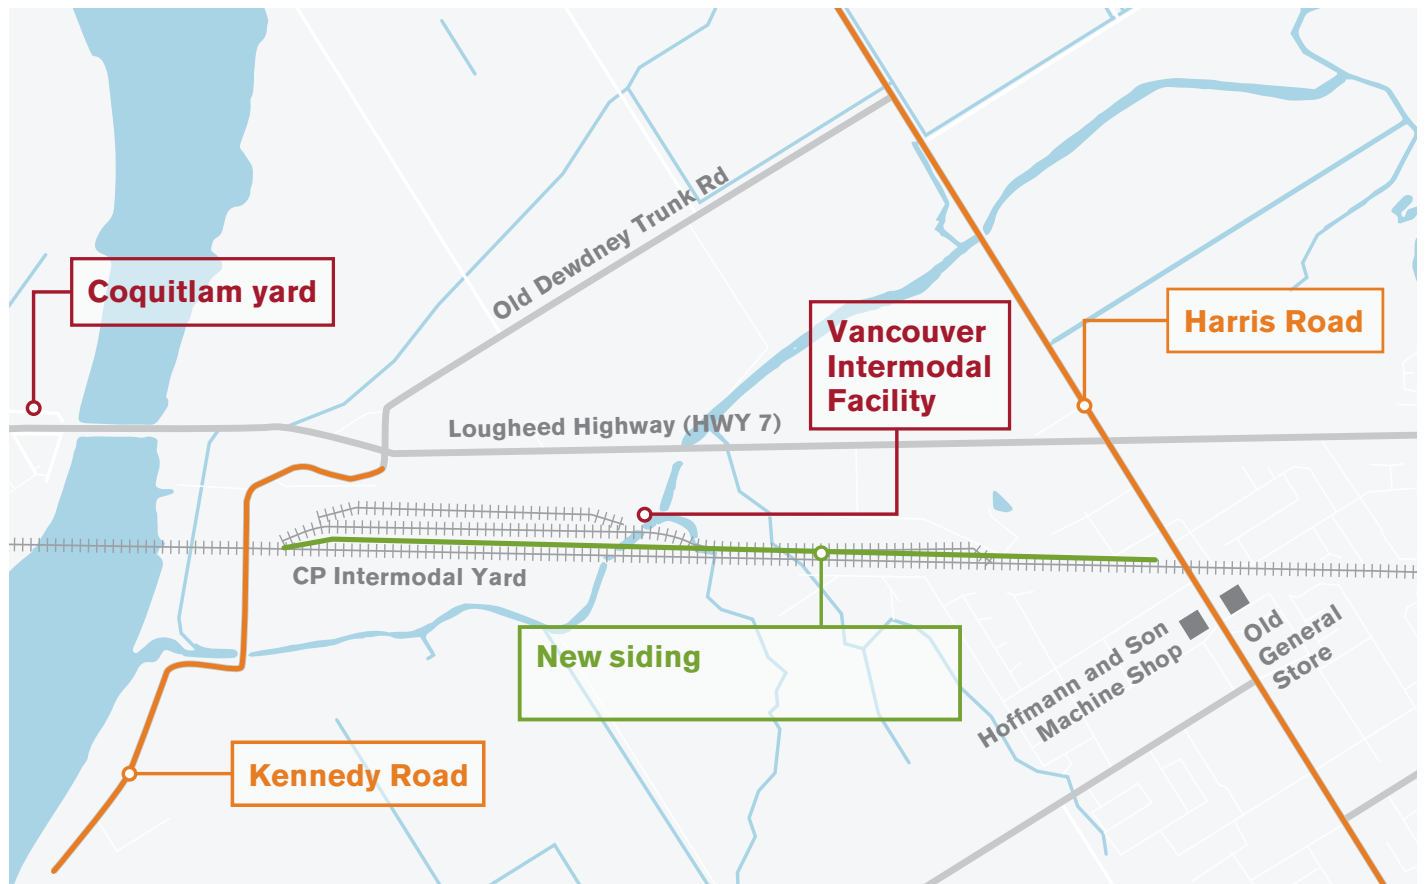 Old Dewdney Trunk Rd
Coquitlam yard
Vancouver
Intermodal
Facility
Harris Road
Lougheed Highway (HWY 7)
CP Intermodal Yard
New siding
Hoffmann and Son
Machine Shop
Old
General
Store
Kennedy Road